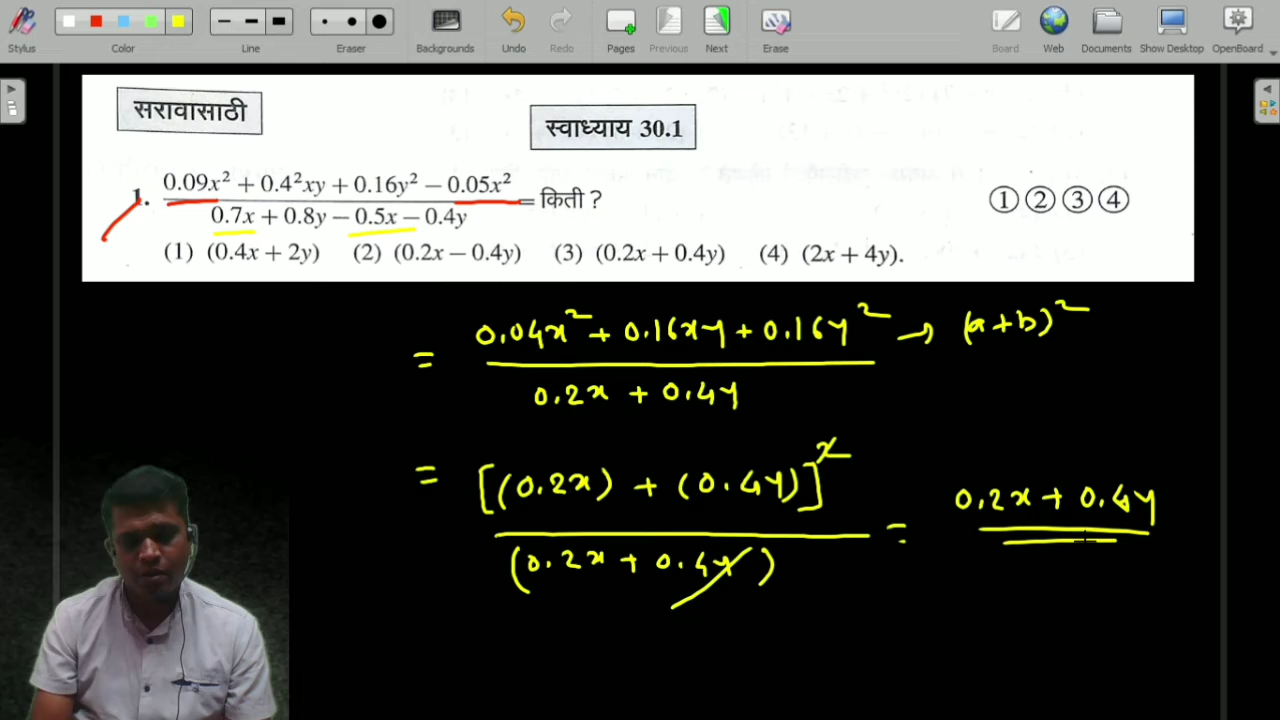 Stylus Color Line Eraser Backgrounds Undo Redo Pages Previous Next Erase Board Web Documents Show Desktop OpenBoard
सरावासाठी
स्वाध्याय 30.1
1. 0.09x² + 0.4²xy + 0.16y² − 0.05x² / 0.7x + 0.8y − 0.5x − 0.4y = किती ? ① ② ③ ④
(1) (0.4x + 2y) (2) (0.2x − 0.4y) (3) (0.2x + 0.4y) (4) (2x + 4y).
= 0.04x² + 0.16xy + 0.16y² / 0.2x + 0.4y → (a+b)²
= [(0.2x) + (0.4y)]² / (0.2x + 0.4y) = 0.2x + 0.4y